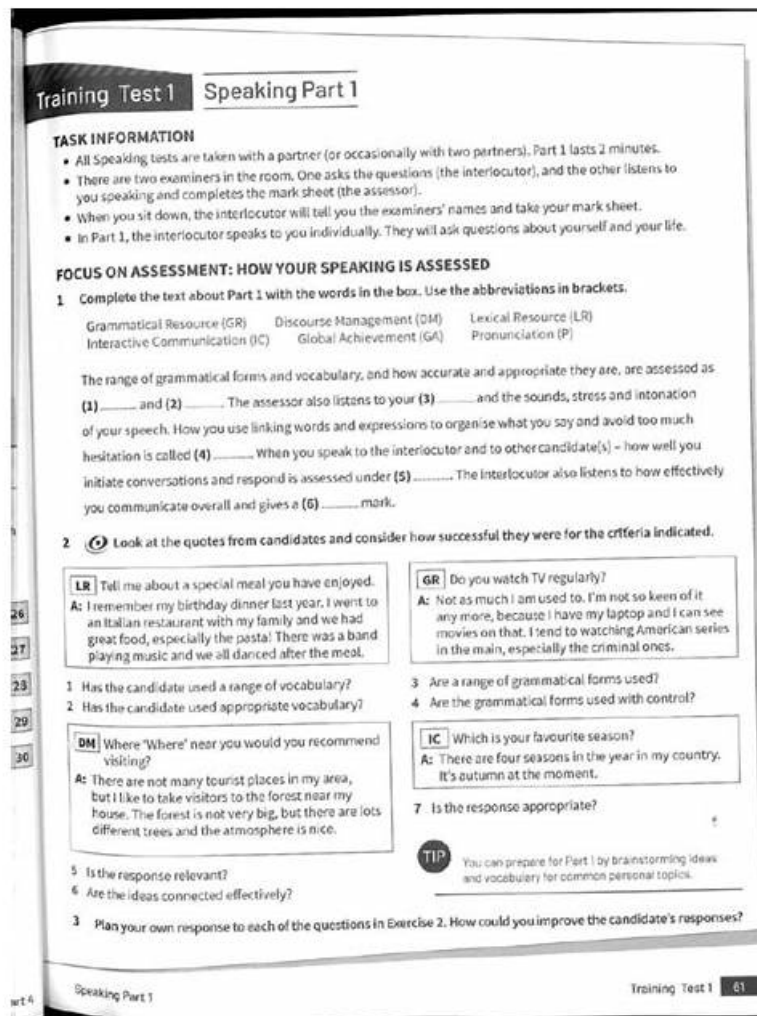 Training Test 1
Speaking Part 1
TASK INFORMATION
• All Speaking tests are taken with a partner (or occasionally with two partners). Part 1 lasts 2 minutes.
• There are two examiners in the room. One asks the questions (the interlocutor), and the other listens to
you speaking and completes the mark sheet (the assessor).
• When you sit down, the interlocutor will tell you the examiners' names and take your mark sheet.
• In Part 1, the interlocutor speaks to you individually. They will ask questions about yourself and your life.
FOCUS ON ASSESSMENT: HOW YOUR SPEAKING IS ASSESSED
1 Complete the text about Part 1 with the words in the box. Use the abbreviations in brackets.
Grammatical Resource (GR) Discourse Management (DM) Lexical Resource (LR)
Interactive Communication (IC) Global Achievement (GA) Pronunciation (P)
The range of grammatical forms and vocabulary, and how accurate and appropriate they are, are assessed as
(1) ______ and (2) ______. The assessor also listens to your (3) ______ and the sounds, stress and intonation
of your speech. How you use linking words and expressions to organise what you say and avoid too much
hesitation is called (4) ______. When you speak to the interlocutor and to other candidate(s) – how well you
initiate conversations and respond is assessed under (5) ______. The interlocutor also listens to how effectively
you communicate overall and gives a (6) ______ mark.
2 Look at the quotes from candidates and consider how successful they were for the criteria indicated.
LR Tell me about a special meal you have enjoyed.
A: I remember my birthday dinner last year. I went to
an Italian restaurant with my family and we had
great food, especially the pasta! There was a band
playing music and we all danced after the meal.
1 Has the candidate used a range of vocabulary?
2 Has the candidate used appropriate vocabulary?
DM Where 'Where' near you would you recommend
visiting?
A: There are not many tourist places in my area,
but I like to take visitors to the forest near my
house. The forest is not very big, but there are lots
different trees and the atmosphere is nice.
5 Is the response relevant?
6 Are the ideas connected effectively?
GR Do you watch TV regularly?
A: Not as much I am used to. I'm not so keen of it
any more, because I have my laptop and I can see
movies on that. I tend to watching American series
in the main, especially the criminal ones.
3 Are a range of grammatical forms used?
4 Are the grammatical forms used with control?
IC Which is your favourite season?
A: There are four seasons in the year in my country.
It's autumn at the moment.
7 Is the response appropriate?
TIP
You can prepare for Part 1 by brainstorming ideas
and vocabulary for common personal topics.
3 Plan your own response to each of the questions in Exercise 2. How could you improve the candidate's responses?
Speaking Part 1
Training Test 1 61
26
27
28
29
30